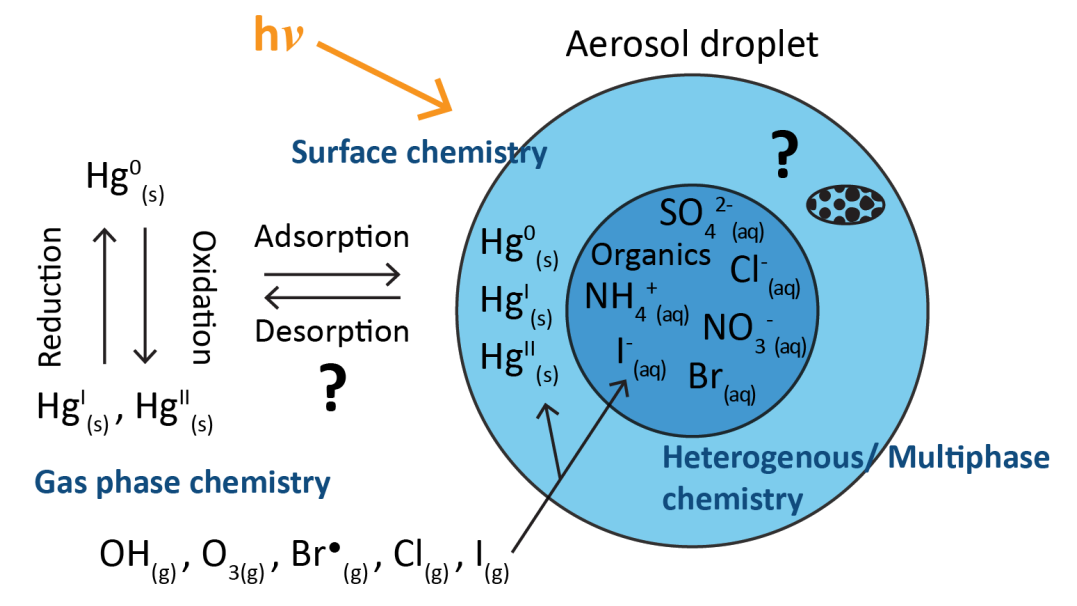 hν
Aerosol droplet
Surface chemistry
?
Hg⁰(s)
Reduction
Oxidation
Adsorption
Desorption
?
Hgᴵ(s), Hgᴵᴵ(s)
Gas phase chemistry
Hg⁰(s)
Hgᴵ(s)
Hgᴵᴵ(s)
SO₄²⁻(aq)
Organics
Cl⁻(aq)
NH₄⁺(aq)
NO₃⁻(aq)
I⁻(aq)
Br(aq)
Heterogenous/ Multiphase
chemistry
OH(g), O₃(g), Br•(g), Cl(g), I(g)